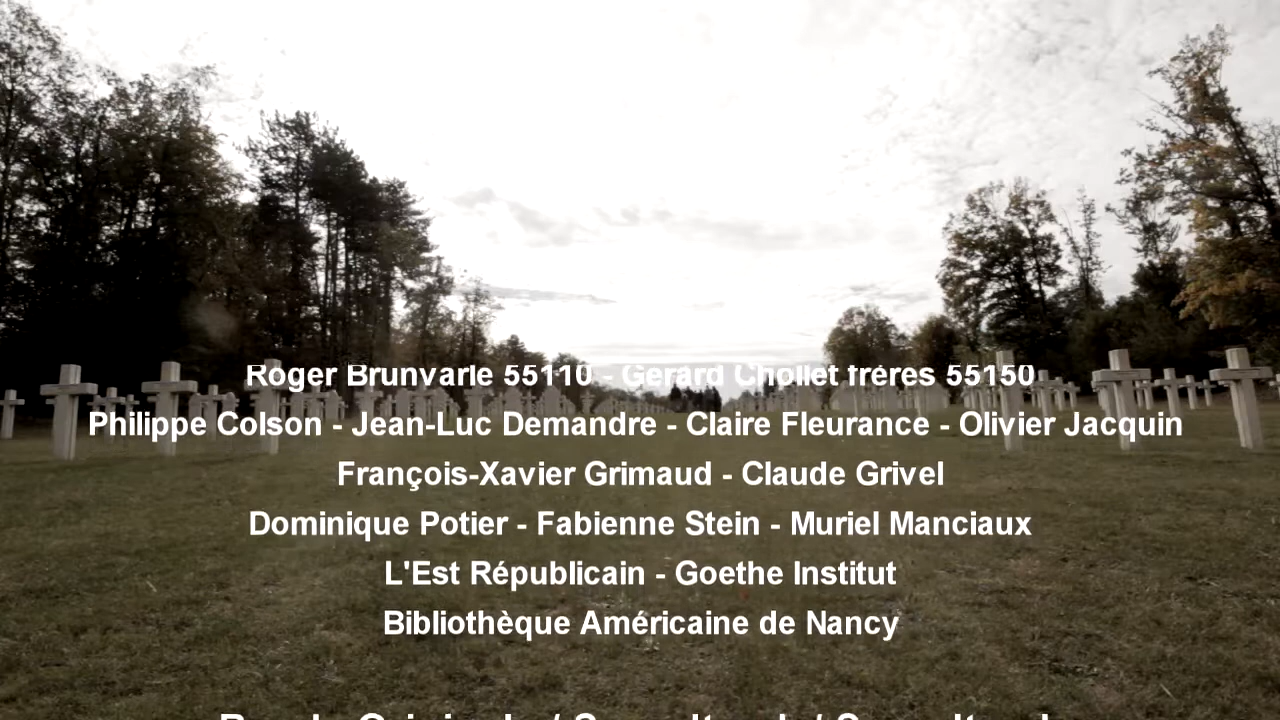 Roger Brunvarle 55110 - Gérard Chollet frères 55150
Philippe Colson - Jean-Luc Demandre - Claire Fleurance - Olivier Jacquin
François-Xavier Grimaud - Claude Grivel
Dominique Potier - Fabienne Stein - Muriel Manciaux
L'Est Républicain - Goethe Institut
Bibliothèque Américaine de Nancy